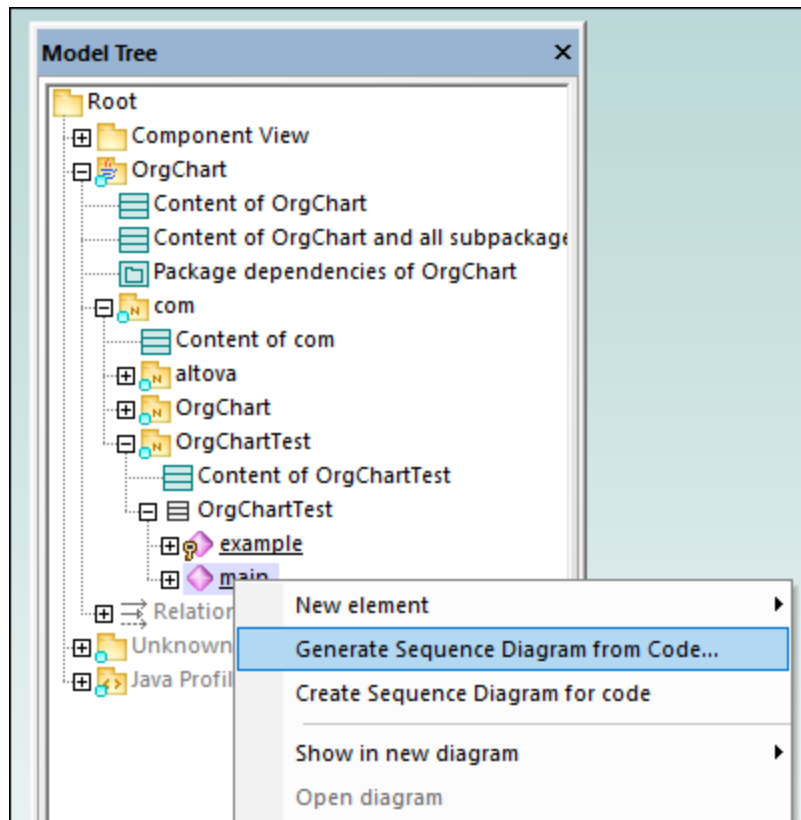 Model Tree
Root
Component View
OrgChart
Content of OrgChart
Content of OrgChart and all subpackage
Package dependencies of OrgChart
com
Content of com
altova
OrgChart
OrgChartTest
Content of OrgChartTest
OrgChartTest
example
main
Relation
Unknown
Java Profil
New element
Generate Sequence Diagram from Code...
Create Sequence Diagram for code
Show in new diagram
Open diagram